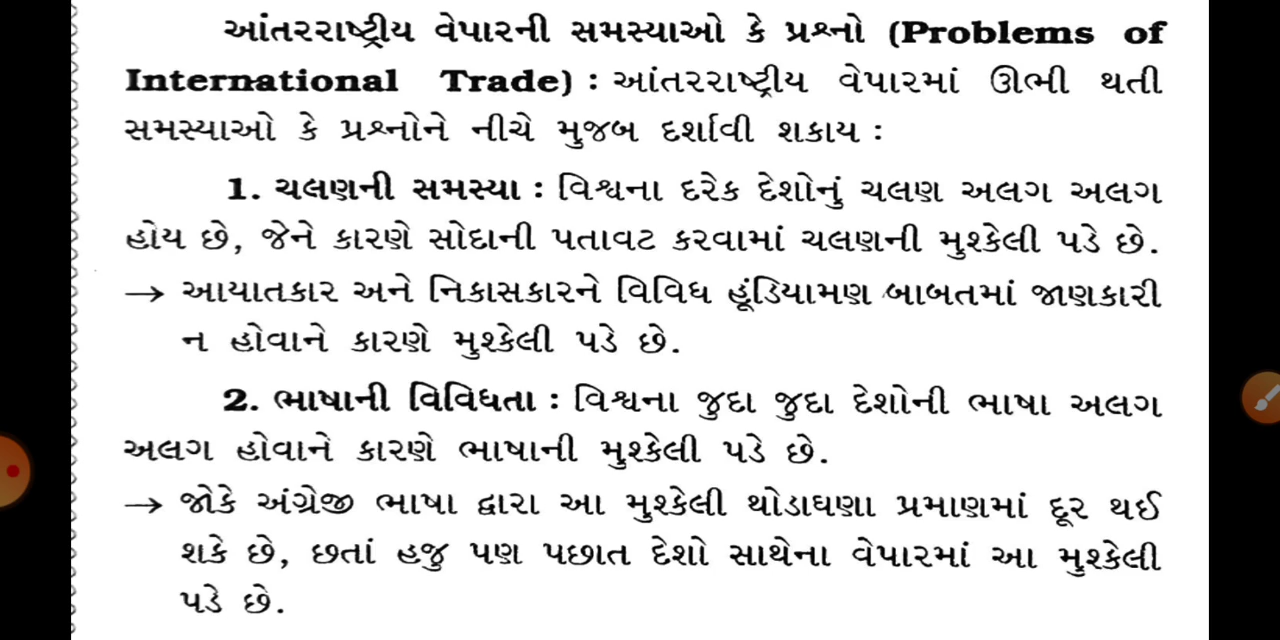 આંતરરાષ્ટ્રીય વેપારની સમસ્યાઓ કે પ્રશ્નો (Problems of
International Trade) : આંતરરાષ્ટ્રીય વેપારમાં ઊભી થતી
સમસ્યાઓ કે પ્રશ્નોને નીચે મુજબ દર્શાવી શકાય :
1. ચલણની સમસ્યા : વિશ્વના દરેક દેશોનું ચલણ અલગ અલગ
હોય છે, જેને કારણે સોદાની પતાવટ કરવામાં ચલણની મુશ્કેલી પડે છે.
→ આયાતકાર અને નિકાસકારને વિવિધ હૂંડિયામણ બાબતમાં જાણકારી
ન હોવાને કારણે મુશ્કેલી પડે છે.
2. ભાષાની વિવિધતા : વિશ્વના જુદા જુદા દેશોની ભાષા અલગ
અલગ હોવાને કારણે ભાષાની મુશ્કેલી પડે છે.
→ જોકે અંગ્રેજી ભાષા દ્વારા આ મુશ્કેલી થોડાઘણા પ્રમાણમાં દૂર થઈ
શકે છે, છતાં હજુ પણ પછાત દેશો સાથેના વેપારમાં આ મુશ્કેલી
પડે છે.